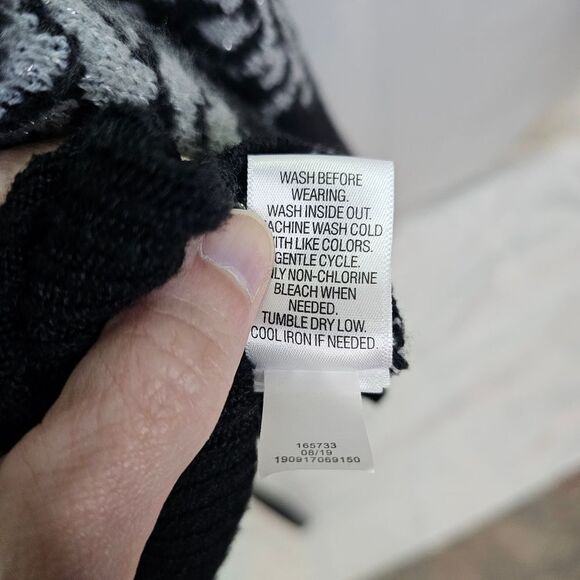 WASH BEFORE
WEARING.
WASH INSIDE OUT.
ACHINE WASH COLD
ITH LIKE COLORS.
GENTLE CYCLE.
NLY NON-CHLORINE
BLEACH WHEN
NEEDED.
TUMBLE DRY LOW.
COOL IRON IF NEEDED.
165733
08/19
190917069150